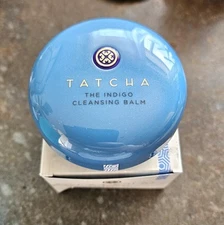 TATCHA
THE INDIGO
CLEANSING BALM